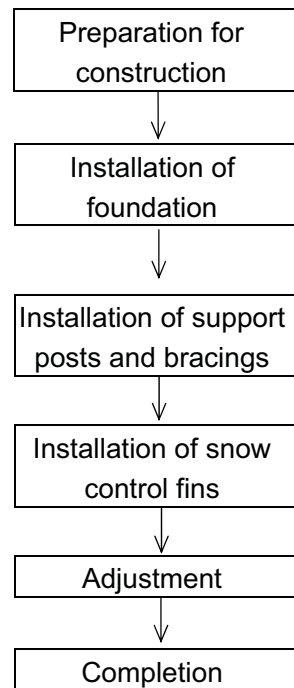 Preparation for
construction
Installation of
foundation
Installation of support
posts and bracings
Installation of snow
control fins
Adjustment
Completion